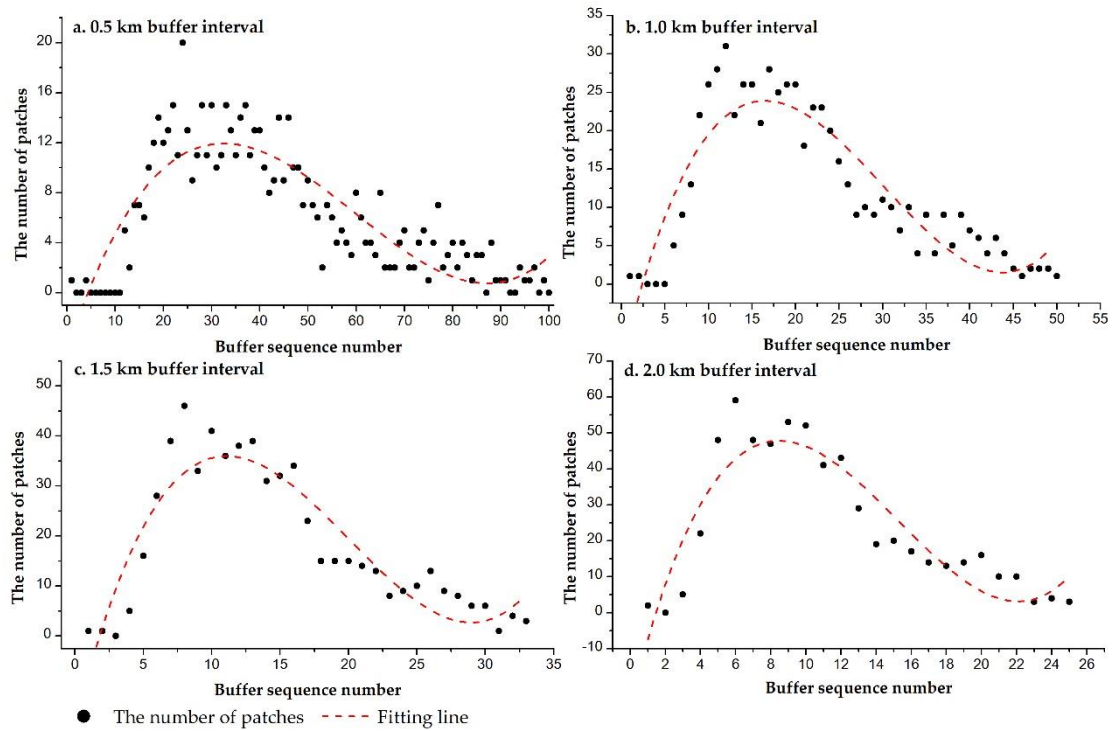 a. 0.5 km buffer interval
The number of patches
20
16
12
8
4
0
0 10 20 30 40 50 60 70 80 90 100
Buffer sequence number
b. 1.0 km buffer interval
The number of patches
35
30
25
20
15
10
5
0
0 5 10 15 20 25 30 35 40 45 50 55
Buffer sequence number
c. 1.5 km buffer interval
The number of patches
50
40
30
20
10
0
0 5 10 15 20 25 30 35
Buffer sequence number
d. 2.0 km buffer interval
The number of patches
70
60
50
40
30
20
10
0
-10
0 2 4 6 8 10 12 14 16 18 20 22 24 26
Buffer sequence number
The number of patches Fitting line